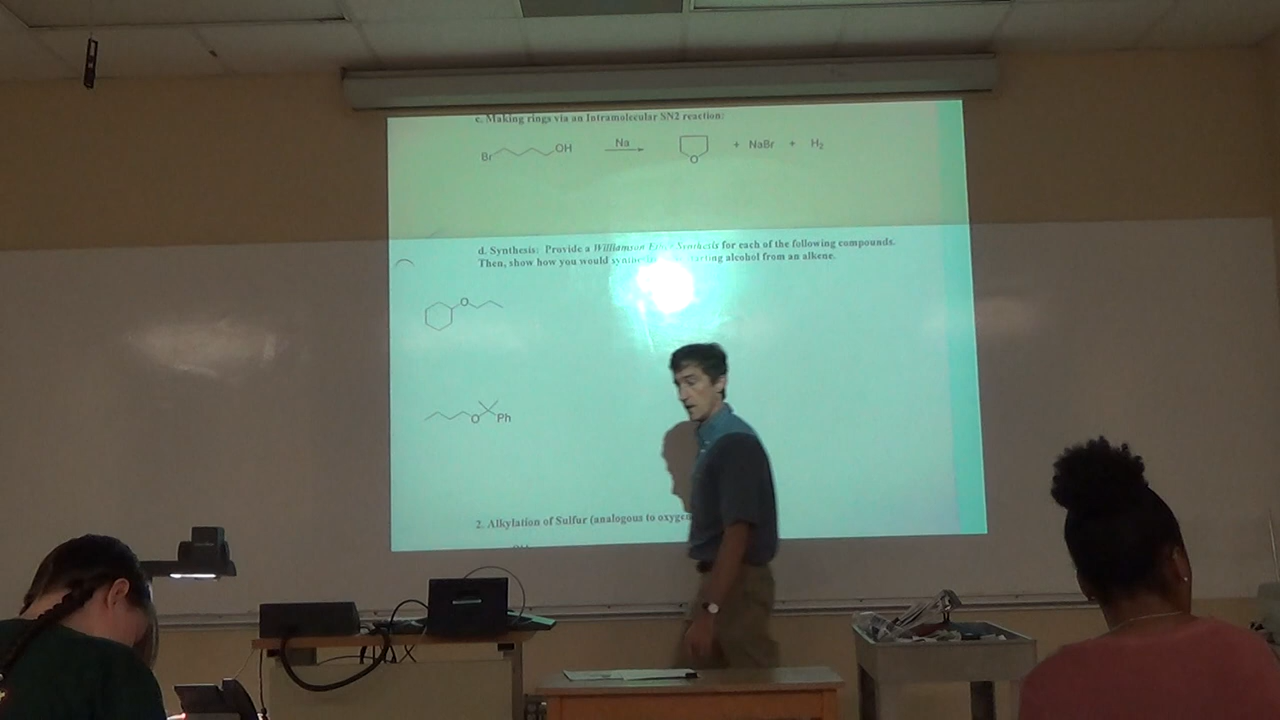 c. Making rings via an Intramolecular SN2 reaction:
Br OH Na O + NaBr + H₂
d. Synthesis: Provide a Williamson Ether Synthesis for each of the following compounds.
Then, show how you would starting alcohol from an alkene.
O
O Ph
2. Alkylation of Sulfur (analogous to oxygen